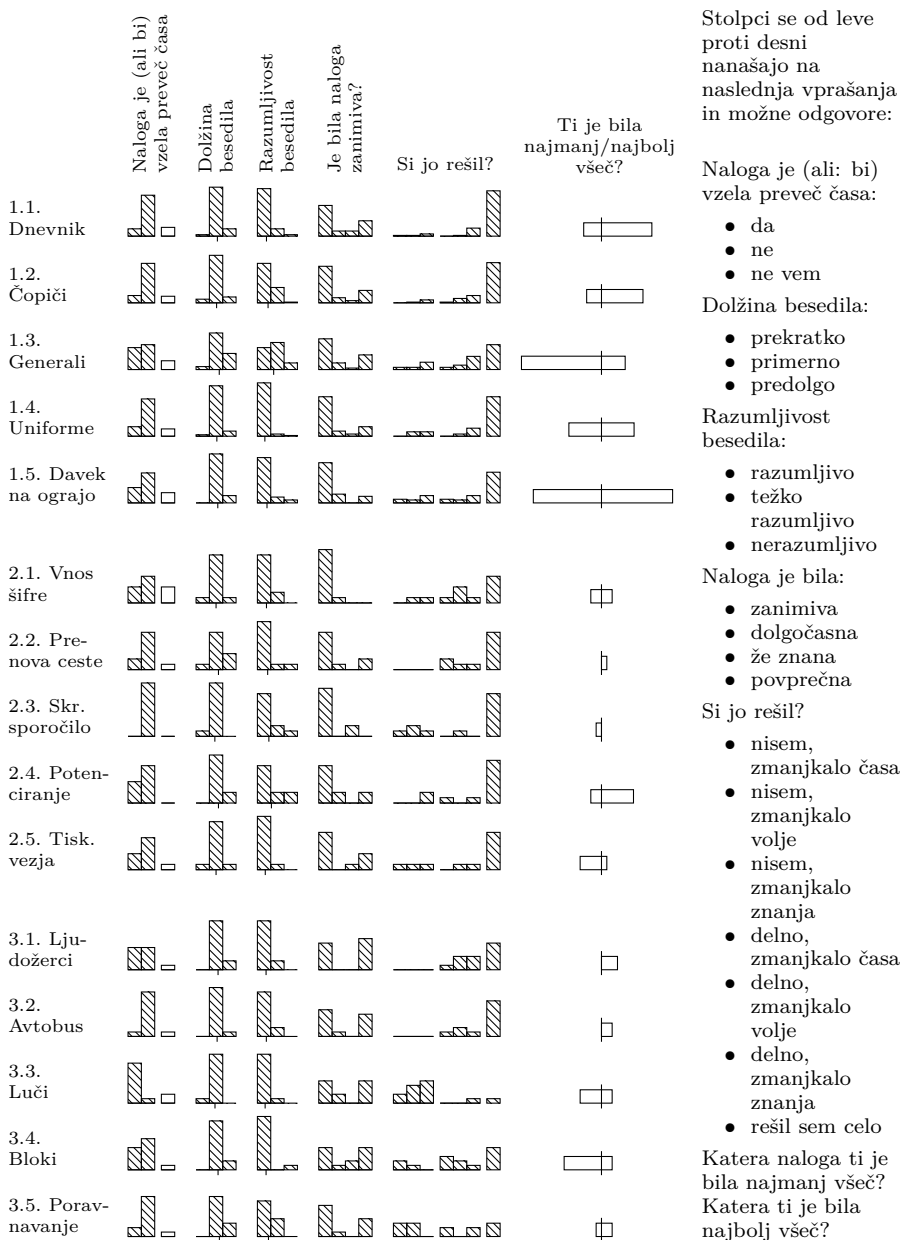 Naloga je (ali bi)
vzela preveč časa
Dolžina
besedila
Razumljivost
besedila
Je bila naloga
zanimiva?
Si jo rešil?
Ti je bila
najmanj/najbolj
všeč?
1.1.
Dnevnik
1.2.
Čopiči
1.3.
Generali
1.4.
Uniforme
1.5. Davek
na ograjo
2.1. Vnos
šifre
2.2. Pre-
nova ceste
2.3. Skr.
sporočilo
2.4. Poten-
ciranje
2.5. Tisk.
vezja
3.1. Lju-
dožerci
3.2.
Avtobus
3.3.
Luči
3.4.
Bloki
3.5. Porav-
navanje
Stolpci se od leve
proti desni
nanašajo na
naslednja vprašanja
in možne odgovore:
Naloga je (ali: bi)
vzela preveč časa:
• da
• ne
• ne vem
Dolžina besedila:
• prekratko
• primerno
• predolgo
Razumljivost
besedila:
• razumljivo
• težko
razumljivo
• nerazumljivo
Naloga je bila:
• zanimiva
• dolgočasna
• že znana
• povprečna
Si jo rešil?
• nisem,
zmanjkalo časa
• nisem,
zmanjkalo
volje
• nisem,
zmanjkalo
znanja
• delno,
zmanjkalo časa
• delno,
zmanjkalo
volje
• delno,
zmanjkalo
znanja
• rešil sem celo
Katera naloga ti je
bila najmanj všeč?
Katera ti je bila
najbolj všeč?